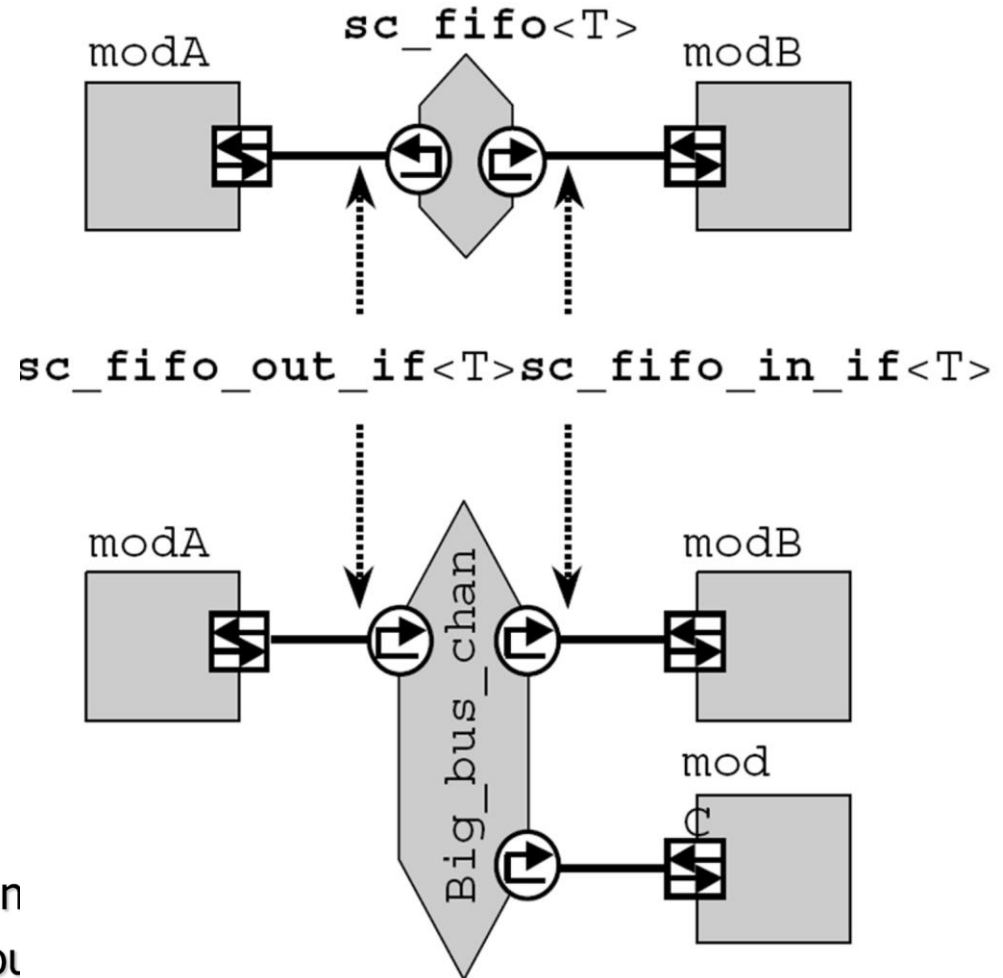 sc_fifo<T>
modA
modB
sc_fifo_out_if<T>sc_fifo_in_if<T>
modA
modB
Big_bus_chan
mod
C